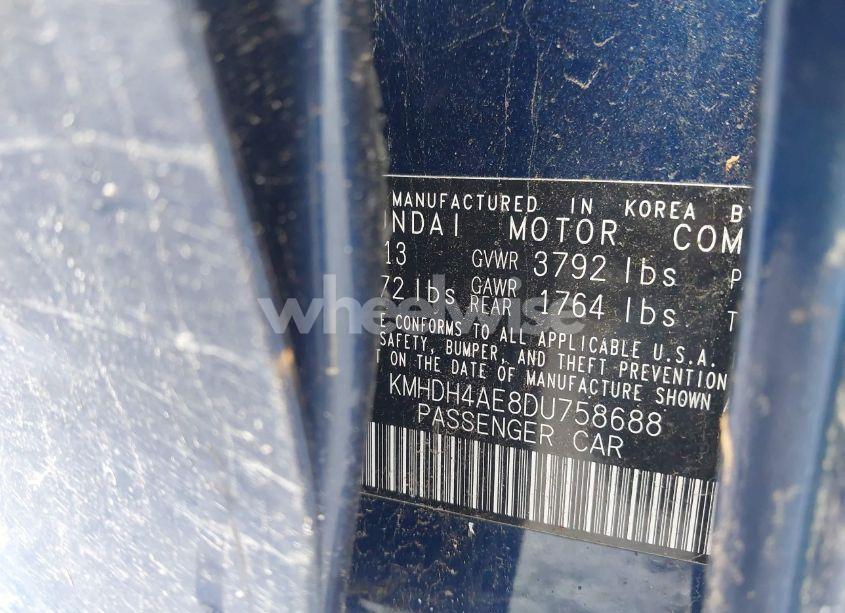 MANUFACTURED IN KOREA B
NDAI MOTOR COM
13 GVWR 3792 lbs P
72 lbs GAWR REAR 1764 lbs T
E CONFORMS TO ALL APPLICABLE U.S.A.
SAFETY, BUMPER, AND THEFT PREVENTION
T ON THE DATE OF MANUFACTURE SHOWN A
KMHDH4AE8DU758688
PASSENGER CAR
wheelwise